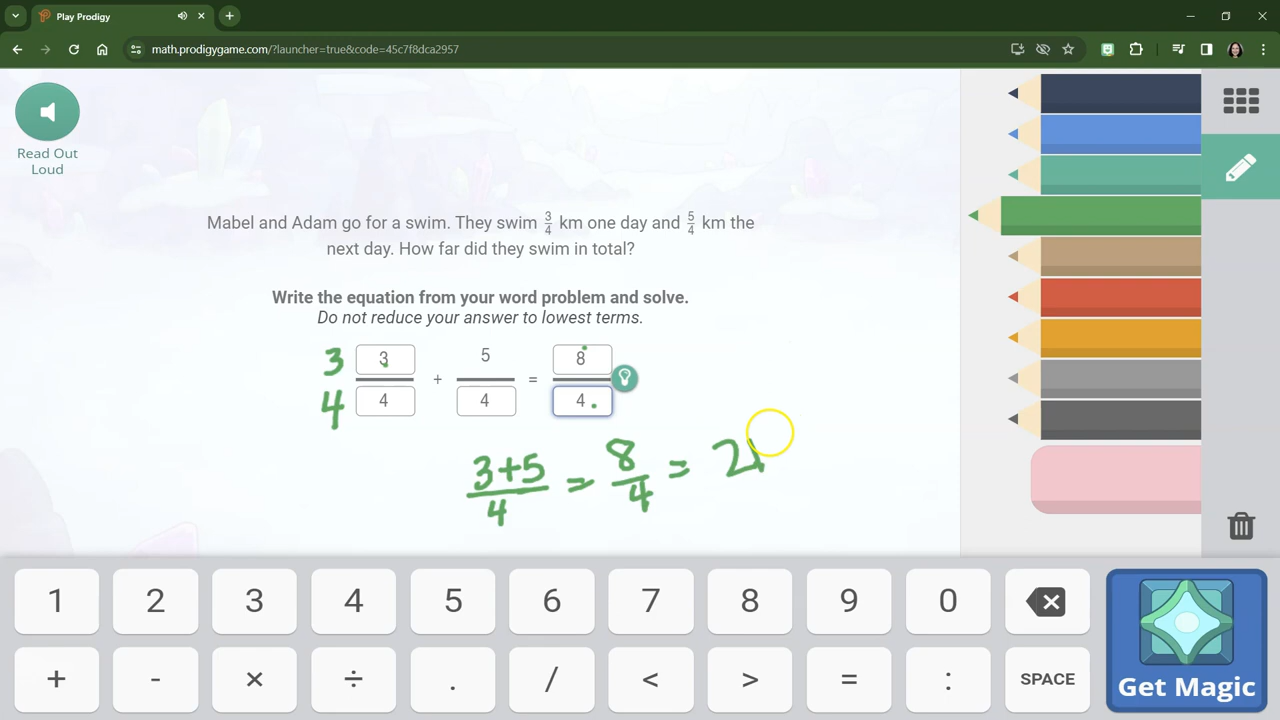 Play Prodigy
math.prodigygame.com/?launcher=true&code=45c7f8dca2957
Read Out
Loud
Mabel and Adam go for a swim. They swim 3/4 km one day and 5/4 km the
next day. How far did they swim in total?
Write the equation from your word problem and solve.
Do not reduce your answer to lowest terms.
3 3 5 8
+ =
4 4 4 4
3+5 = 8 = 2
4 4
1 2 3 4 5 6 7 8 9 0
+ - × ÷ . / < > = : SPACE
Get Magic